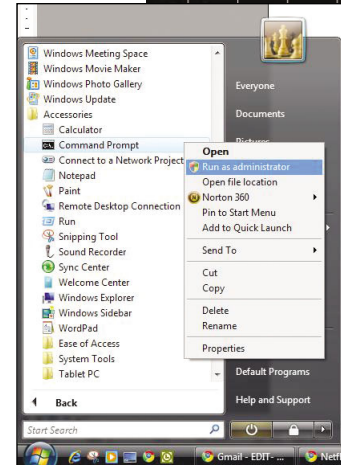 Windows Meeting Space
Windows Movie Maker
Windows Photo Gallery
Windows Update
Accessories
Calculator
Command Prompt
Connect to a Network Project
Notepad
Paint
Remote Desktop Connection
Run
Snipping Tool
Sound Recorder
Sync Center
Welcome Center
Windows Explorer
Windows Sidebar
WordPad
Ease of Access
System Tools
Tablet PC
Back
Start Search
Everyone
Documents
Pictures
Open
Run as administrator
Open file location
Norton 360
Pin to Start Menu
Add to Quick Launch
Send To
Cut
Copy
Delete
Rename
Properties
Default Programs
Help and Support
Gmail - EDIT- ...
Netf